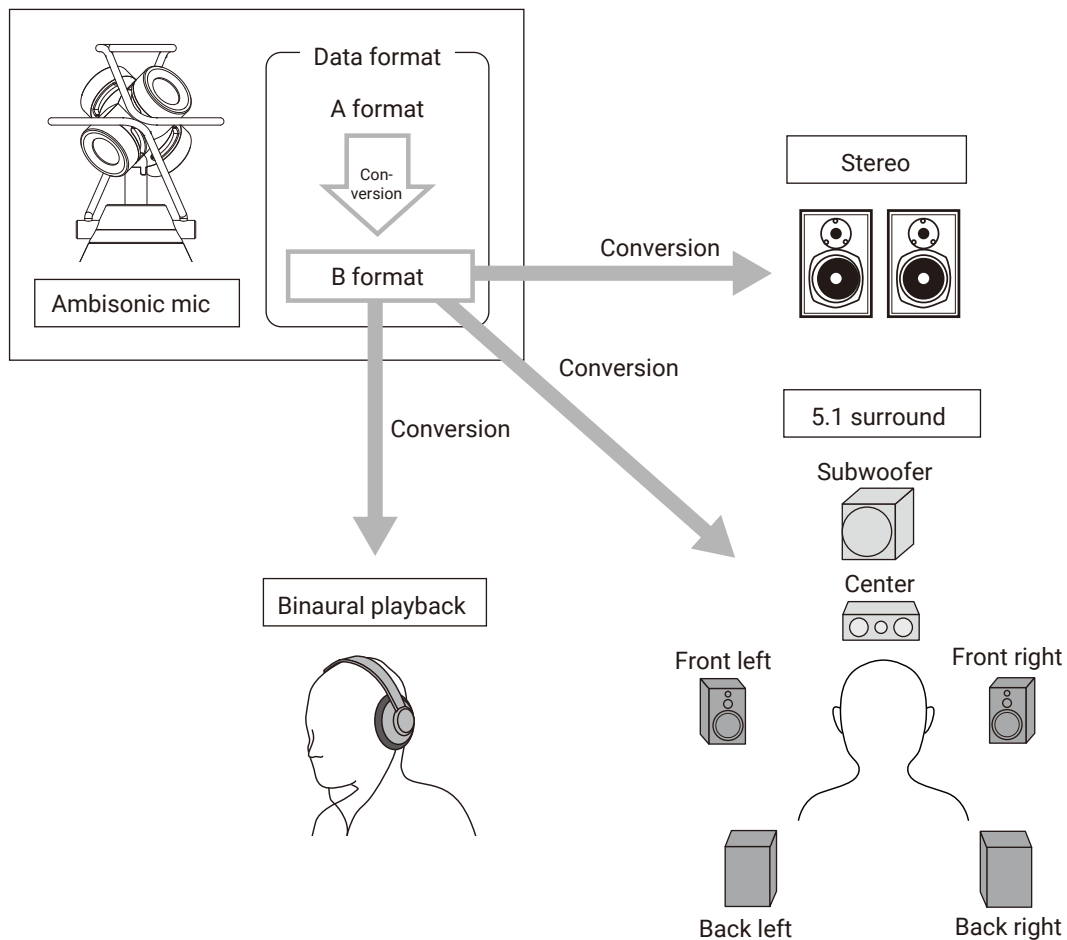 Data format
A format
Con-
version
B format
Ambisonic mic
Conversion
Stereo
Conversion
5.1 surround
Conversion
Subwoofer
Center
Binaural playback
Front left
Front right
Back left
Back right